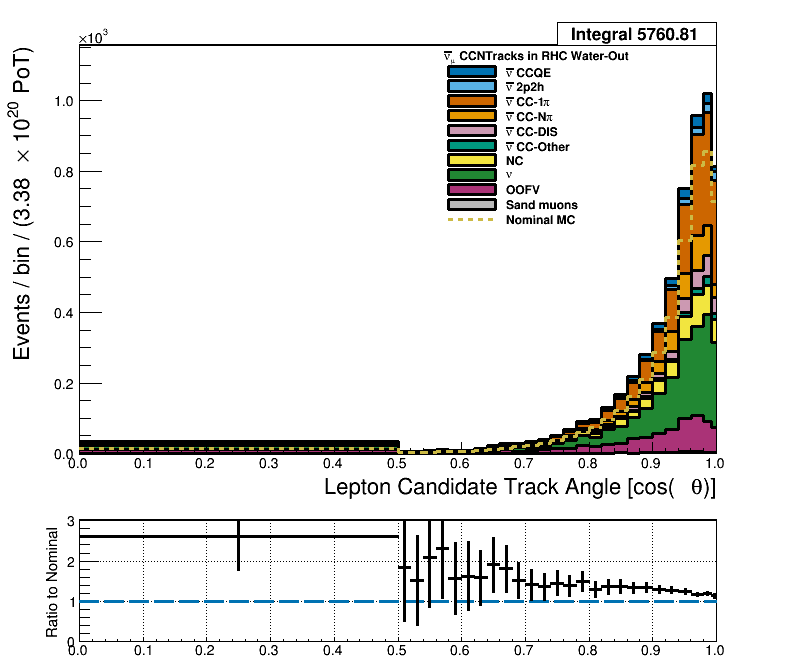 Integral 5760.81
×10³
ν̅μ CCNTracks in RHC Water-Out
ν̅ CCQE
ν̅ 2p2h
ν̅ CC-1π
ν̅ CC-Nπ
ν̅ CC-DIS
ν̅ CC-Other
NC
ν
OOFV
Sand muons
Nominal MC
Events / bin / (3.38 × 10²⁰ PoT)
1.0
0.8
0.6
0.4
0.2
0.0
0.0 0.1 0.2 0.3 0.4 0.5 0.6 0.7 0.8 0.9 1.0
Lepton Candidate Track Angle [cos( θ)]
Ratio to Nominal
3
2
1
0
0.0 0.1 0.2 0.3 0.4 0.5 0.6 0.7 0.8 0.9 1.0